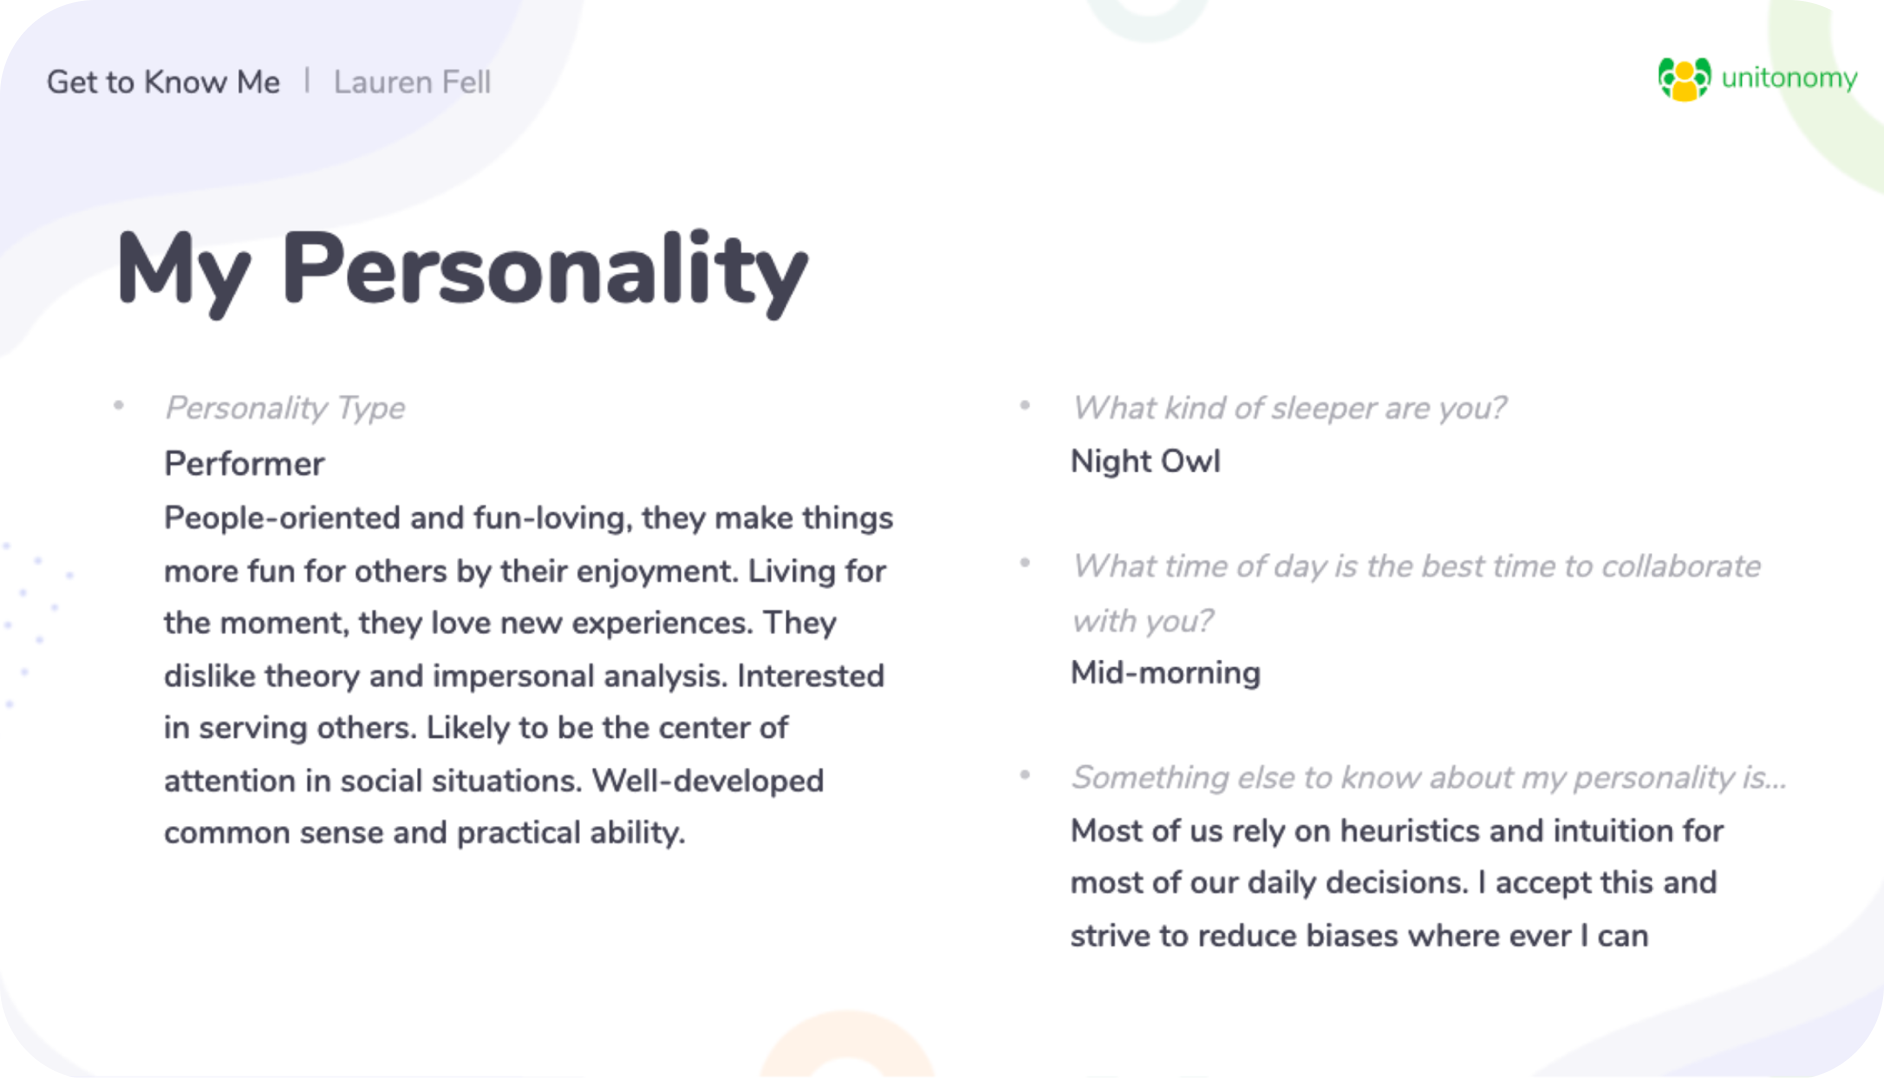 Get to Know Me | Lauren Fell
unitonomy
My Personality
• Personality Type
Performer
People-oriented and fun-loving, they make things
more fun for others by their enjoyment. Living for
the moment, they love new experiences. They
dislike theory and impersonal analysis. Interested
in serving others. Likely to be the center of
attention in social situations. Well-developed
common sense and practical ability.
• What kind of sleeper are you?
Night Owl
• What time of day is the best time to collaborate
with you?
Mid-morning
• Something else to know about my personality is...
Most of us rely on heuristics and intuition for
most of our daily decisions. I accept this and
strive to reduce biases where ever I can